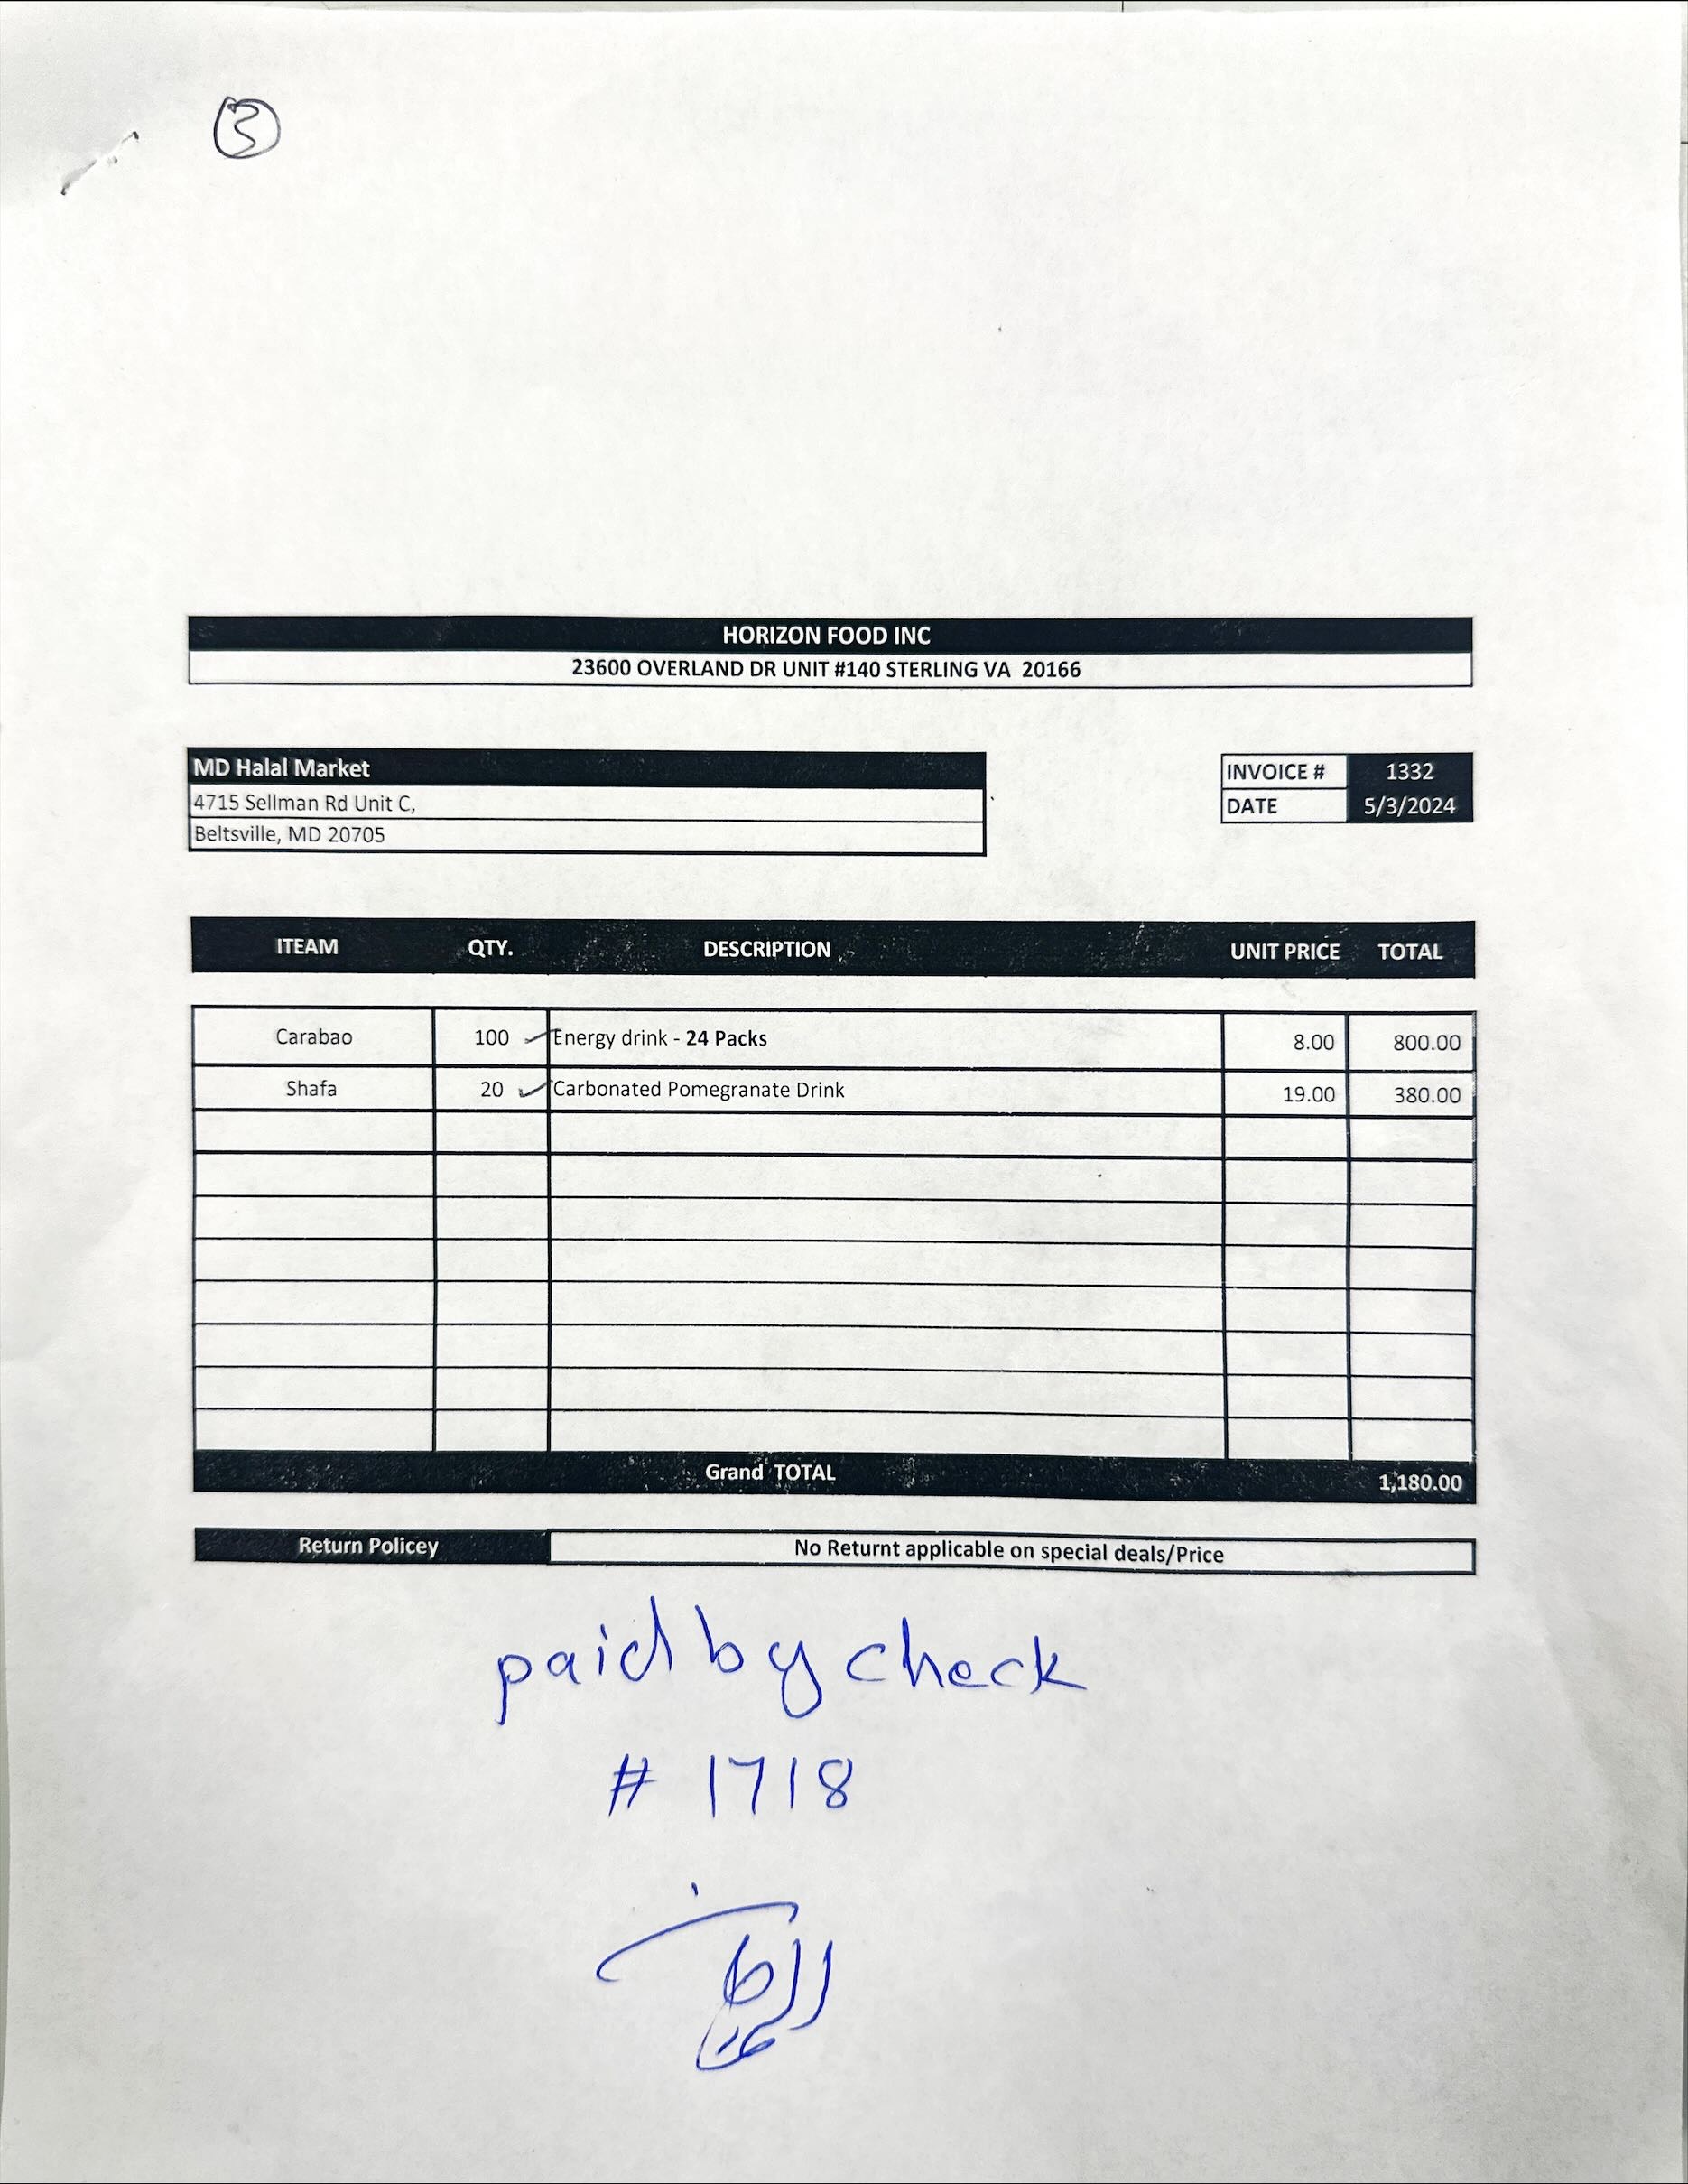 3
HORIZON FOOD INC
23600 OVERLAND DR UNIT #140 STERLING VA 20166
MD Halal Market
4715 Sellman Rd Unit C,
Beltsville, MD 20705
INVOICE # 1332
DATE 5/3/2024
ITEAM QTY. DESCRIPTION UNIT PRICE TOTAL
Carabao 100 Energy drink - 24 Packs 8.00 800.00
Shafa 20 Carbonated Pomegranate Drink 19.00 380.00
Grand TOTAL 1,180.00
Return Policey No Returnt applicable on special deals/Price
paid by check
# 1718